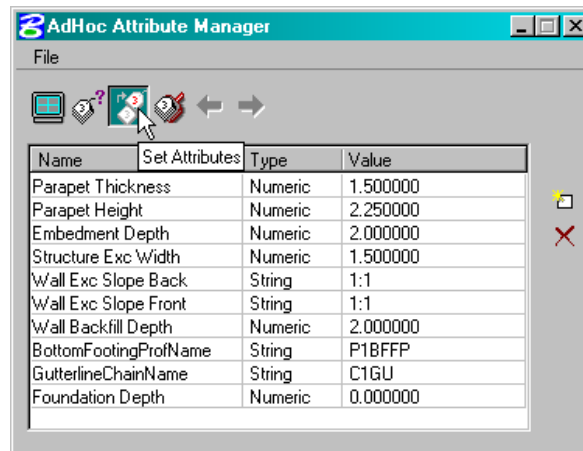 AdHoc Attribute Manager
File
Set Attributes
Name Type Value
Parapet Thickness Numeric 1.500000
Parapet Height Numeric 2.250000
Embedment Depth Numeric 2.000000
Structure Exc Width Numeric 1.500000
Wall Exc Slope Back String 1:1
Wall Exc Slope Front String 1:1
Wall Backfill Depth Numeric 2.000000
BottomFootingProfName String P1BFFP
GutterlineChainName String C1GU
Foundation Depth Numeric 0.000000